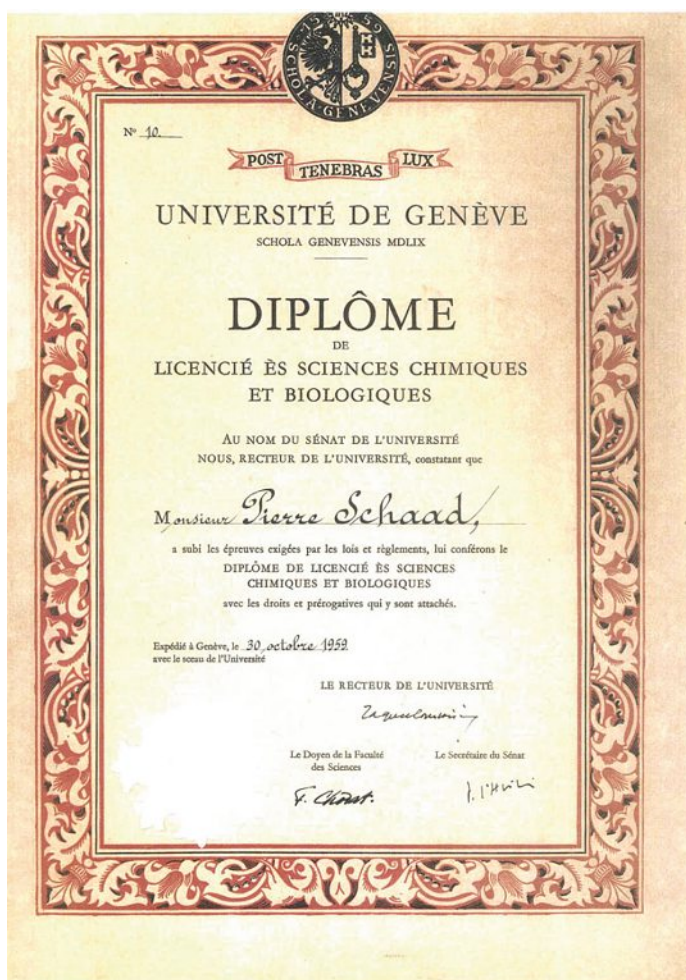 1559
SCHOLA GENEVENSIS
Nº 10
POST TENEBRAS LUX
UNIVERSITÉ DE GENÈVE
SCHOLA GENEVENSIS MDLIX
DIPLÔME
DE
LICENCIÉ ÈS SCIENCES CHIMIQUES
ET BIOLOGIQUES
AU NOM DU SÉNAT DE L'UNIVERSITÉ
NOUS, RECTEUR DE L'UNIVERSITÉ, constatant que
Monsieur Pierre Schaad,
a subi les épreuves exigées par les lois et règlements, lui conférons le
DIPLÔME DE LICENCIÉ ÈS SCIENCES
CHIMIQUES ET BIOLOGIQUES
avec les droits et prérogatives qui y sont attachés.
Expédié à Genève, le 30 octobre 1959
avec le sceau de l'Université
LE RECTEUR DE L'UNIVERSITÉ
Le Doyen de la Faculté
des Sciences
Le Secrétaire du Sénat